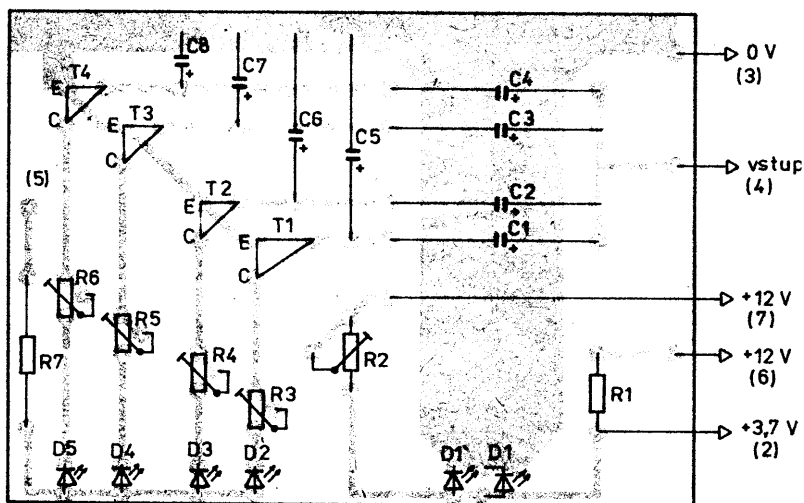 0 V
(3)
C8
C7
C4
T4
E
C
T3
E
C
C3
C6
C5
vstup
(4)
(5)
T2
E
C
C2
T1
E
C
C1
+12 V
(7)
R6
R5
R4
R3
R7
R2
+12 V
(6)
R1
+3,7 V
(2)
D5
D4
D3
D2
D1'
D1